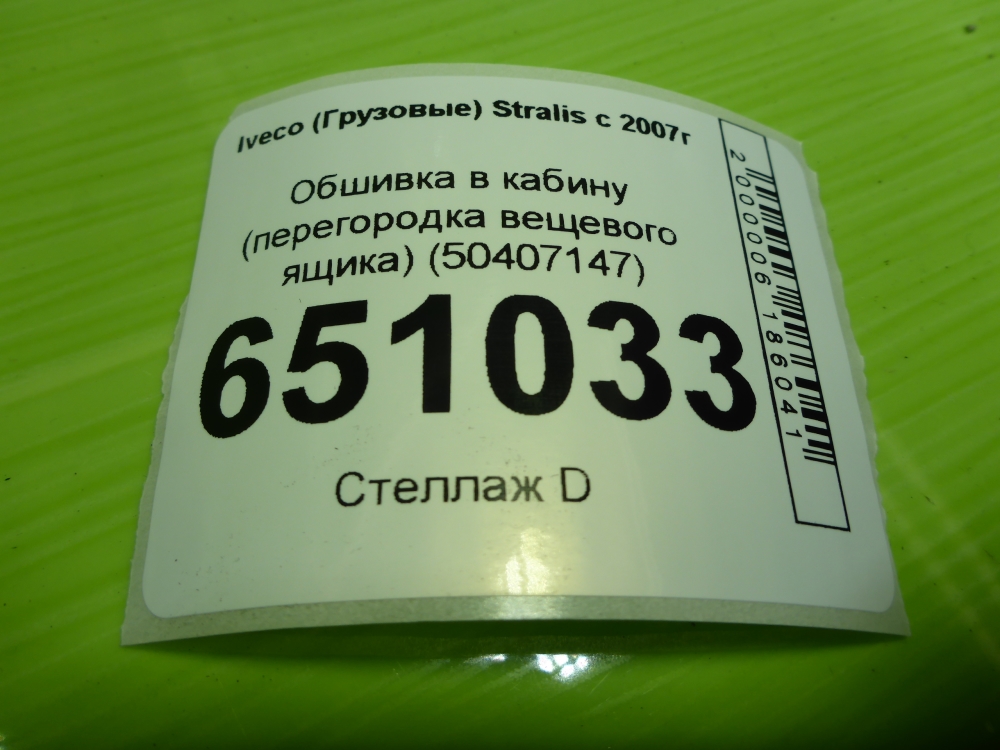 Iveco (Грузовые) Stralis с 2007г
Обшивка в кабину
(перегородка вещевого
ящика) (50407147)
651033
Стеллаж D
2000006186041